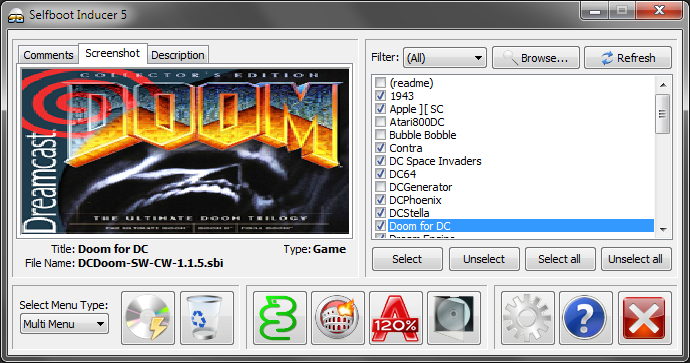 Selfboot Inducer 5
Comments
Screenshot
Description
COLLECTOR'S EDITION
DOOM
Dreamcast
THE ULTIMATE DOOM TRILOGY
Title: Doom for DC
Type: Game
File Name: DCDoom-SW-CW-1.1.5.sbi
Filter: (All)
Browse...
Refresh
(readme)
1943
Apple ][ SC
Atari800DC
Bubble Bobble
Contra
DC Space Invaders
DC64
DCGenerator
DCPhoenix
DCStella
Doom for DC
Dream Engine
Select
Unselect
Select all
Unselect all
Select Menu Type:
Multi Menu
A
120%
?